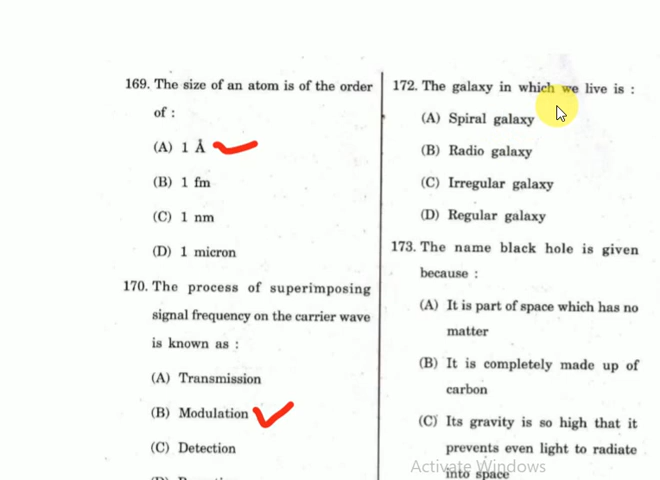 169. The size of an atom is of the order
of :
(A) 1 Å
(B) 1 fm
(C) 1 nm
(D) 1 micron
170. The process of superimposing
signal frequency on the carrier wave
is known as :
(A) Transmission
(B) Modulation
(C) Detection
172. The galaxy in which we live is :
(A) Spiral galaxy
(B) Radio galaxy
(C) Irregular galaxy
(D) Regular galaxy
173. The name black hole is given
because :
(A) It is part of space which has no
matter
(B) It is completely made up of
carbon
(C) Its gravity is so high that it
prevents even light to radiate
into space
Activate Windows